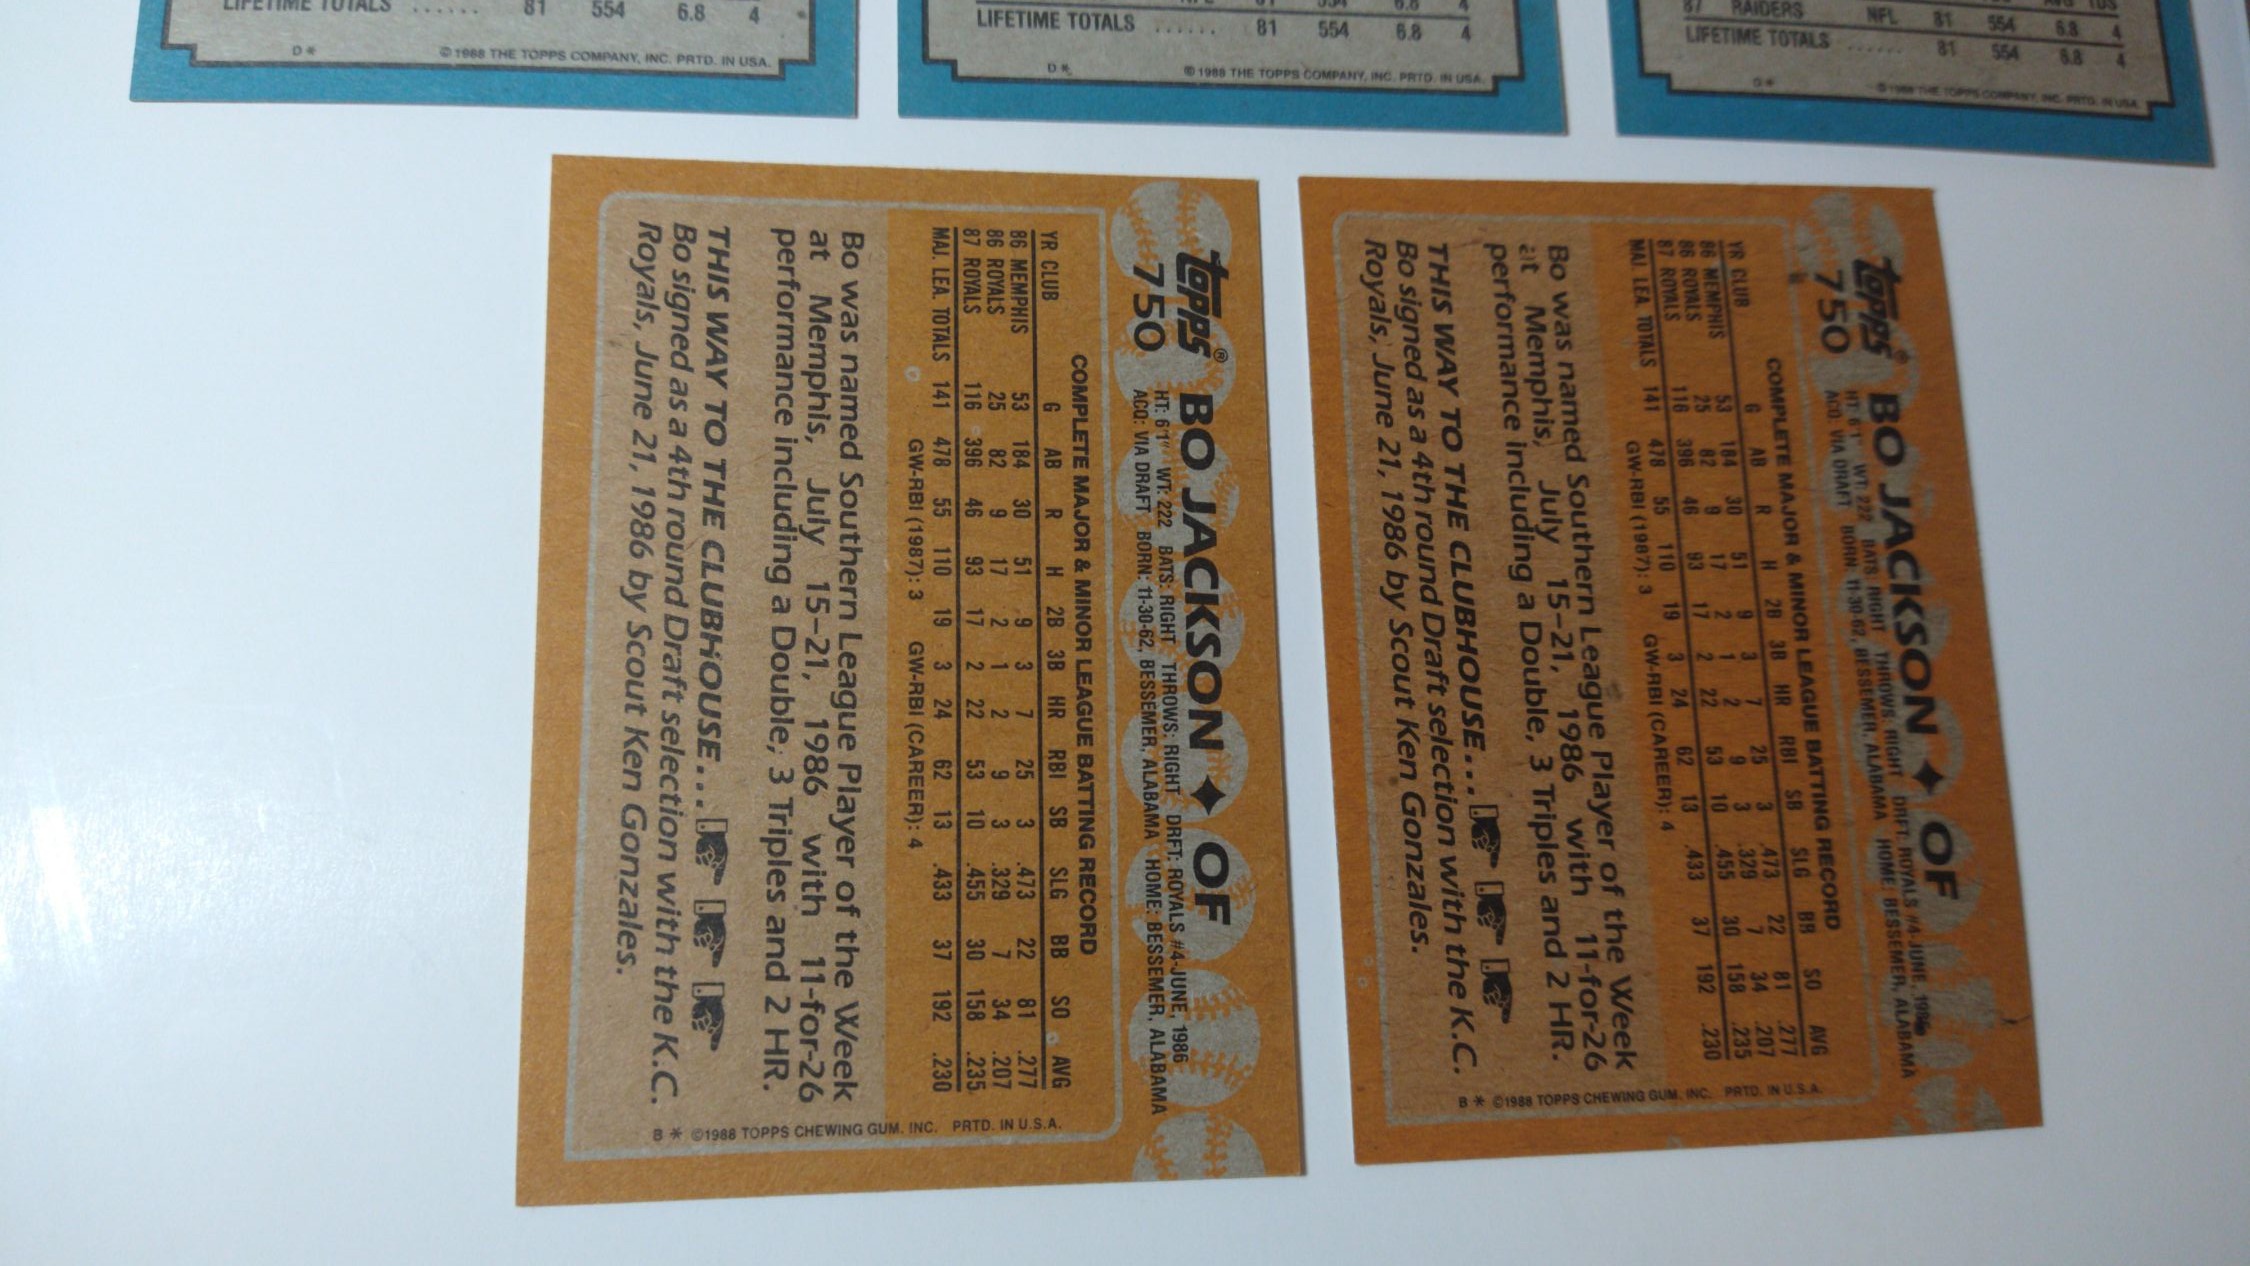 LIFETIME TOTALS ...... 81 554 6.8 4
D* © 1988 THE TOPPS COMPANY, INC. PRTD. IN USA.
LIFETIME TOTALS ...... 81 554 6.8 4
D* © 1988 THE TOPPS COMPANY, INC. PRTD. IN USA.
87 RAIDERS NFL 81 554 6.8 4
LIFETIME TOTALS ...... 81 554 6.8 4
D* © 1988 THE TOPPS COMPANY, INC. PRTD. IN USA.
topps® BO JACKSON ✦ OF
750 HT: 6'1" WT: 222 BATS: RIGHT THROWS: RIGHT DRFT: ROYALS #4-JUNE, 1986
ACQ: VIA DRAFT BORN: 11-30-62, BESSEMER, ALABAMA HOME: BESSEMER, ALABAMA
COMPLETE MAJOR & MINOR LEAGUE BATTING RECORD
YR CLUB G AB R H 2B 3B HR RBI SB SLG BB SO AVG
86 MEMPHIS 53 184 30 51 9 3 7 25 3 .473 22 81 .277
86 ROYALS 25 82 9 17 2 1 2 9 3 .329 7 34 .207
87 ROYALS 116 396 46 93 17 2 22 53 10 .455 30 158 .235
MAJ. LEA. TOTALS 141 478 55 110 19 3 24 62 13 .433 37 192 .230
GW-RBI (1987): 3 GW-RBI (CAREER): 4
Bo was named Southern League Player of the Week
at Memphis, July 15-21, 1986 with 11-for-26
performance including a Double, 3 Triples and 2 HR.
THIS WAY TO THE CLUBHOUSE...
Bo signed as a 4th round Draft selection with the K.C.
Royals, June 21, 1986 by Scout Ken Gonzales.
B* ©1988 TOPPS CHEWING GUM, INC. PRTD. IN U.S.A.
topps® BO JACKSON ✦ OF
750 HT: 6'1" WT: 222 BATS: RIGHT THROWS: RIGHT DRFT: ROYALS #4-JUNE, 1986
ACQ: VIA DRAFT BORN: 11-30-62, BESSEMER, ALABAMA HOME: BESSEMER, ALABAMA
COMPLETE MAJOR & MINOR LEAGUE BATTING RECORD
YR CLUB G AB R H 2B 3B HR RBI SB SLG BB SO AVG
86 MEMPHIS 53 184 30 51 9 3 7 25 3 .473 22 81 .277
86 ROYALS 25 82 9 17 2 1 2 9 3 .329 7 34 .207
87 ROYALS 116 396 46 93 17 2 22 53 10 .455 30 158 .235
MAJ. LEA. TOTALS 141 478 55 110 19 3 24 62 13 .433 37 192 .230
GW-RBI (1987): 3 GW-RBI (CAREER): 4
Bo was named Southern League Player of the Week
at Memphis, July 15-21, 1986 with 11-for-26
performance including a Double, 3 Triples and 2 HR.
THIS WAY TO THE CLUBHOUSE...
Bo signed as a 4th round Draft selection with the K.C.
Royals, June 21, 1986 by Scout Ken Gonzales.
B* ©1988 TOPPS CHEWING GUM, INC. PRTD. IN U.S.A.